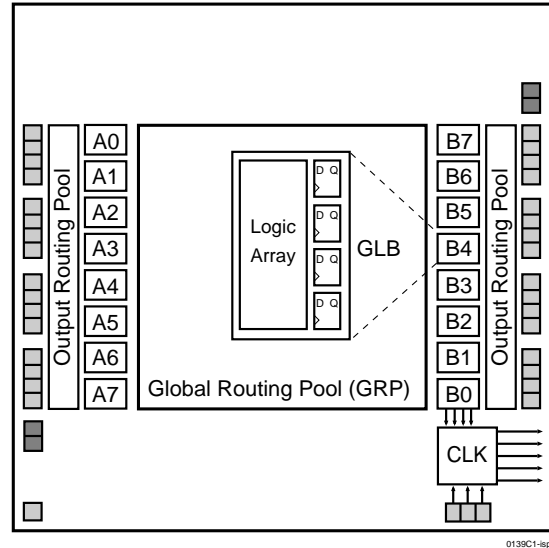 Output Routing Pool
A0
A1
A2
A3
A4
A5
A6
A7
Logic
Array
D Q
D Q
D Q
D Q
GLB
Global Routing Pool (GRP)
B7
B6
B5
B4
B3
B2
B1
B0
Output Routing Pool
CLK
0139C1-isp